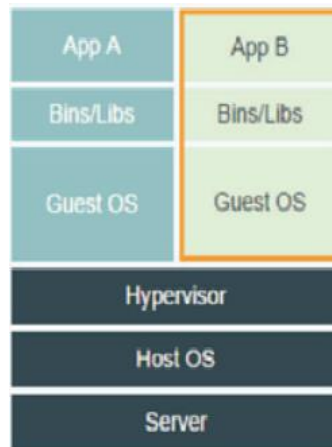 App A App B
Bins/Libs Bins/Libs
Guest OS Guest OS
Hypervisor
Host OS
Server